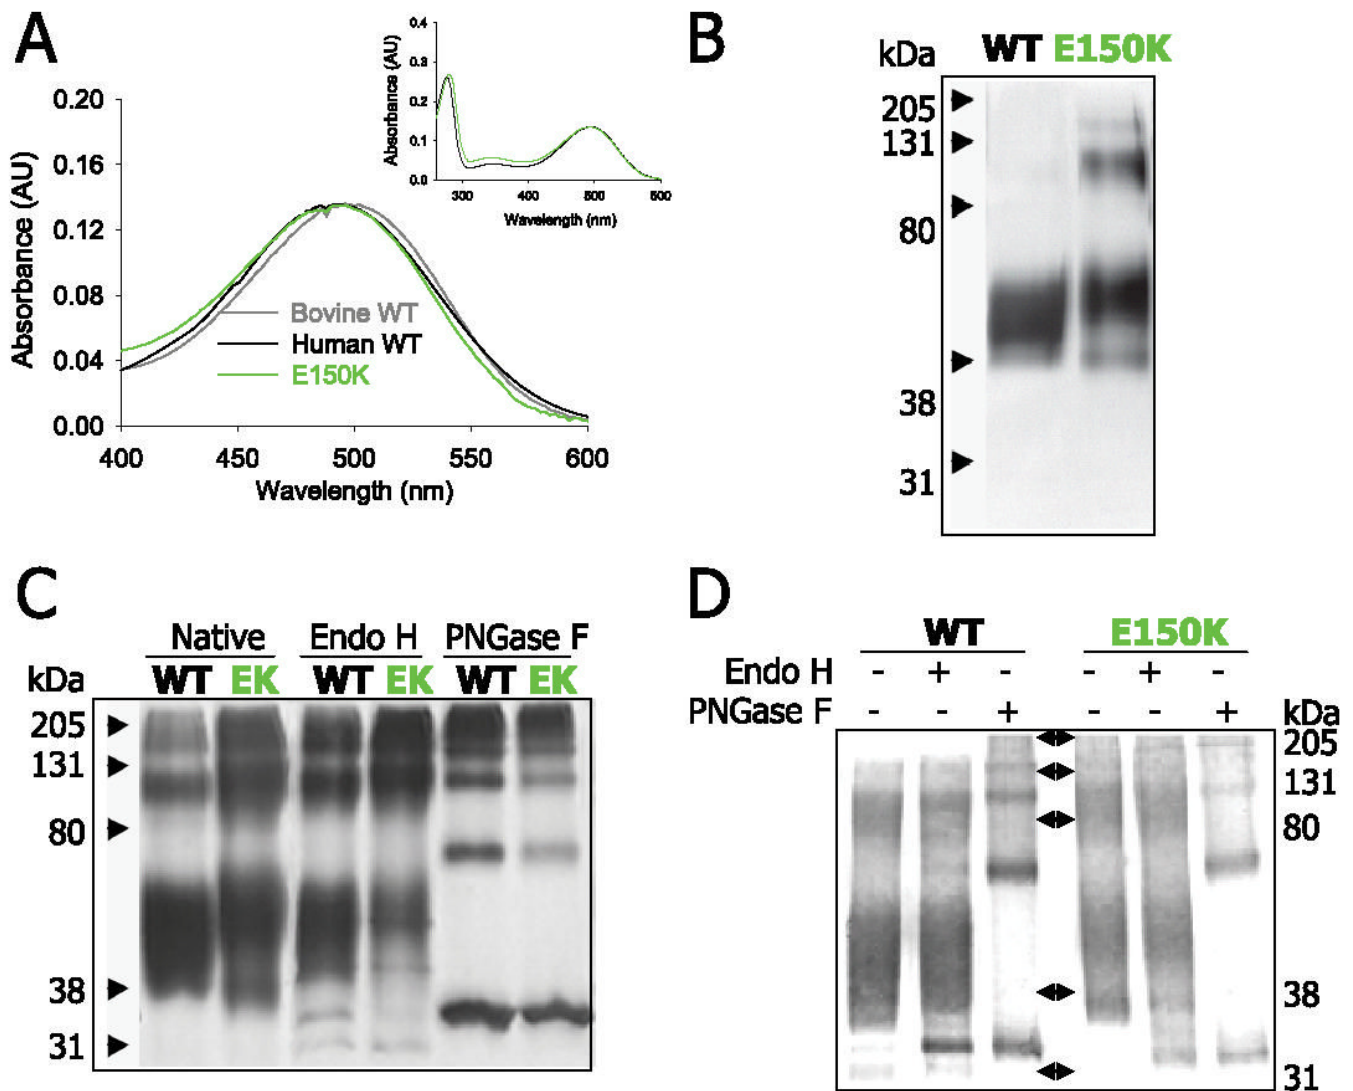 A
Absorbance (AU)
0.20
0.16
0.12
0.08
0.04
0.00
400 450 500 550 600
Wavelength (nm)
Bovine WT
Human WT
E150K
Absorbance (AU)
0.4
0.3
0.2
0.1
0.0
300 400 500 600
Wavelength (nm)
B
kDa WT E150K
205
131
80
38
31
C
Native Endo H PNGase F
kDa WT EK WT EK WT EK
205
131
80
38
31
D
WT E150K
Endo H - + - - + -
PNGase F - - + - - + kDa
205
131
80
38
31